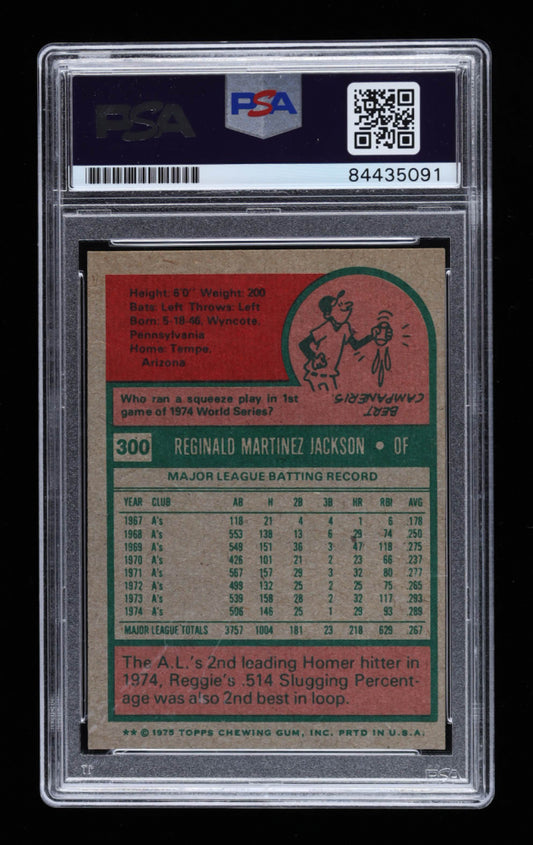 PSA
PSA
84435091
Height: 6'0" Weight: 200
Bats: Left Throws: Left
Born: 5-18-46, Wyncote,
Pennsylvania
Home: Tempe,
Arizona
BERT
CAMPANERIS
Who ran a squeeze play in 1st
game of 1974 World Series?
300 REGINALD MARTINEZ JACKSON • OF
MAJOR LEAGUE BATTING RECORD
YEAR CLUB AB H 2B 3B HR RBI AVG
1967 A's 118 21 4 4 1 6 .178
1968 A's 553 138 13 6 29 74 .250
1969 A's 549 151 36 3 47 118 .275
1970 A's 426 101 21 2 23 66 .237
1971 A's 567 157 29 3 32 80 .277
1972 A's 499 132 25 2 25 75 .265
1973 A's 539 158 28 2 32 117 .293
1974 A's 506 146 25 1 29 93 .289
MAJOR LEAGUE TOTALS 3757 1004 181 23 218 629 .267
The A.L.'s 2nd leading Homer hitter in
1974, Reggie's .514 Slugging Percent-
age was also 2nd best in loop.
** © 1975 TOPPS CHEWING GUM, INC. PRTD IN U.S.A.
PSA